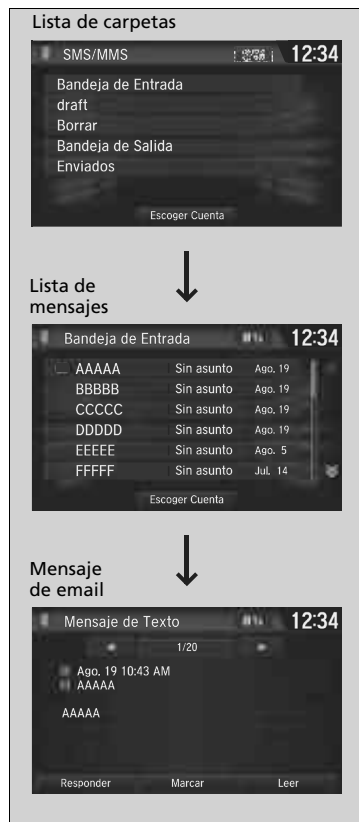 Lista de carpetas
SMS/MMS 12:34
Bandeja de Entrada
draft
Borrar
Bandeja de Salida
Enviados
Escoger Cuenta
Lista de
mensajes
Bandeja de Entrada 12:34
AAAAA Sin asunto Ago. 19
BBBBB Sin asunto Ago. 19
CCCCC Sin asunto Ago. 19
DDDDD Sin asunto Ago. 19
EEEEE Sin asunto Ago. 5
FFFFF Sin asunto Jul. 14
Escoger Cuenta
Mensaje
de email
Mensaje de Texto 12:34
1/20
Ago. 19 10:43 AM
AAAAA
AAAAA
Responder Marcar Leer